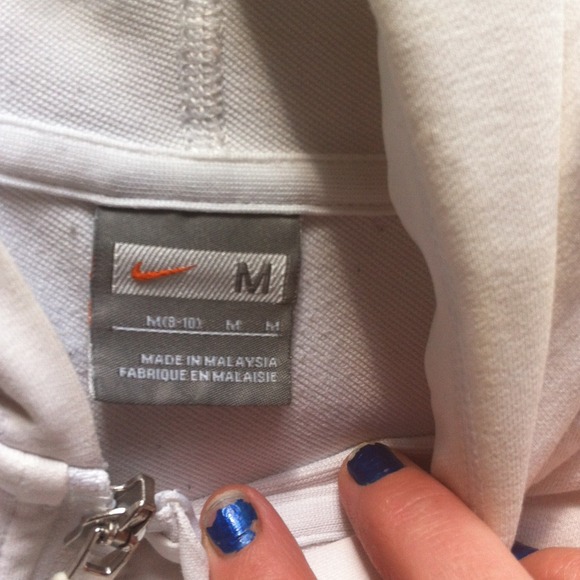 M
M(8-10) M M
MADE IN MALAYSIA
FABRIQUE EN MALAISIE